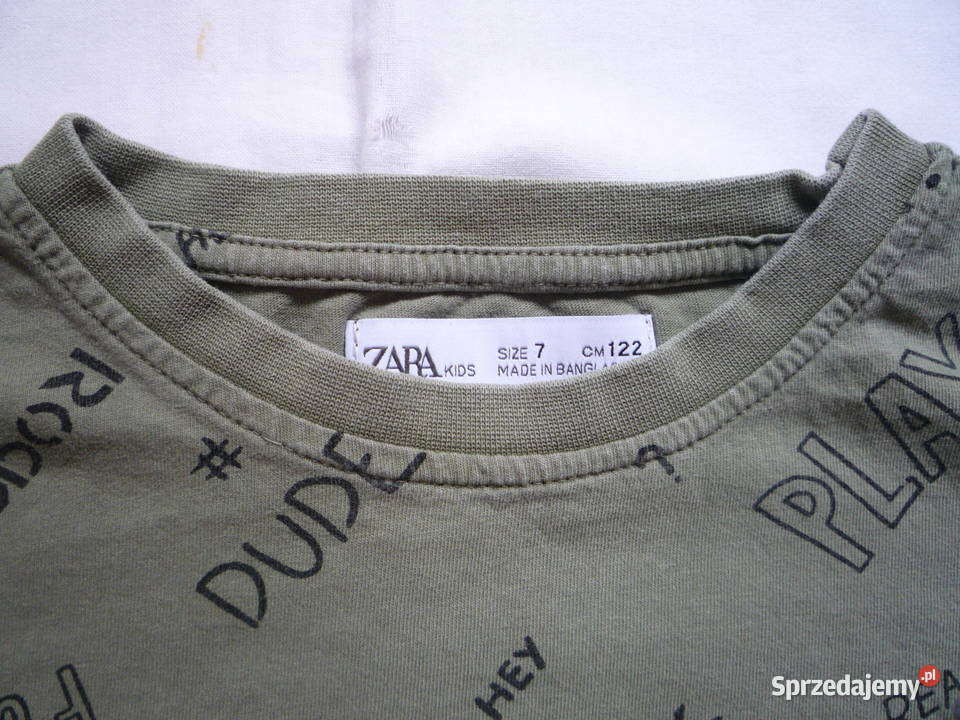 ZARA KIDS
SIZE 7 CM 122
MADE IN BANGLA
#
DUDE
?
PLAY
HEY
Sprzedajemy.pl